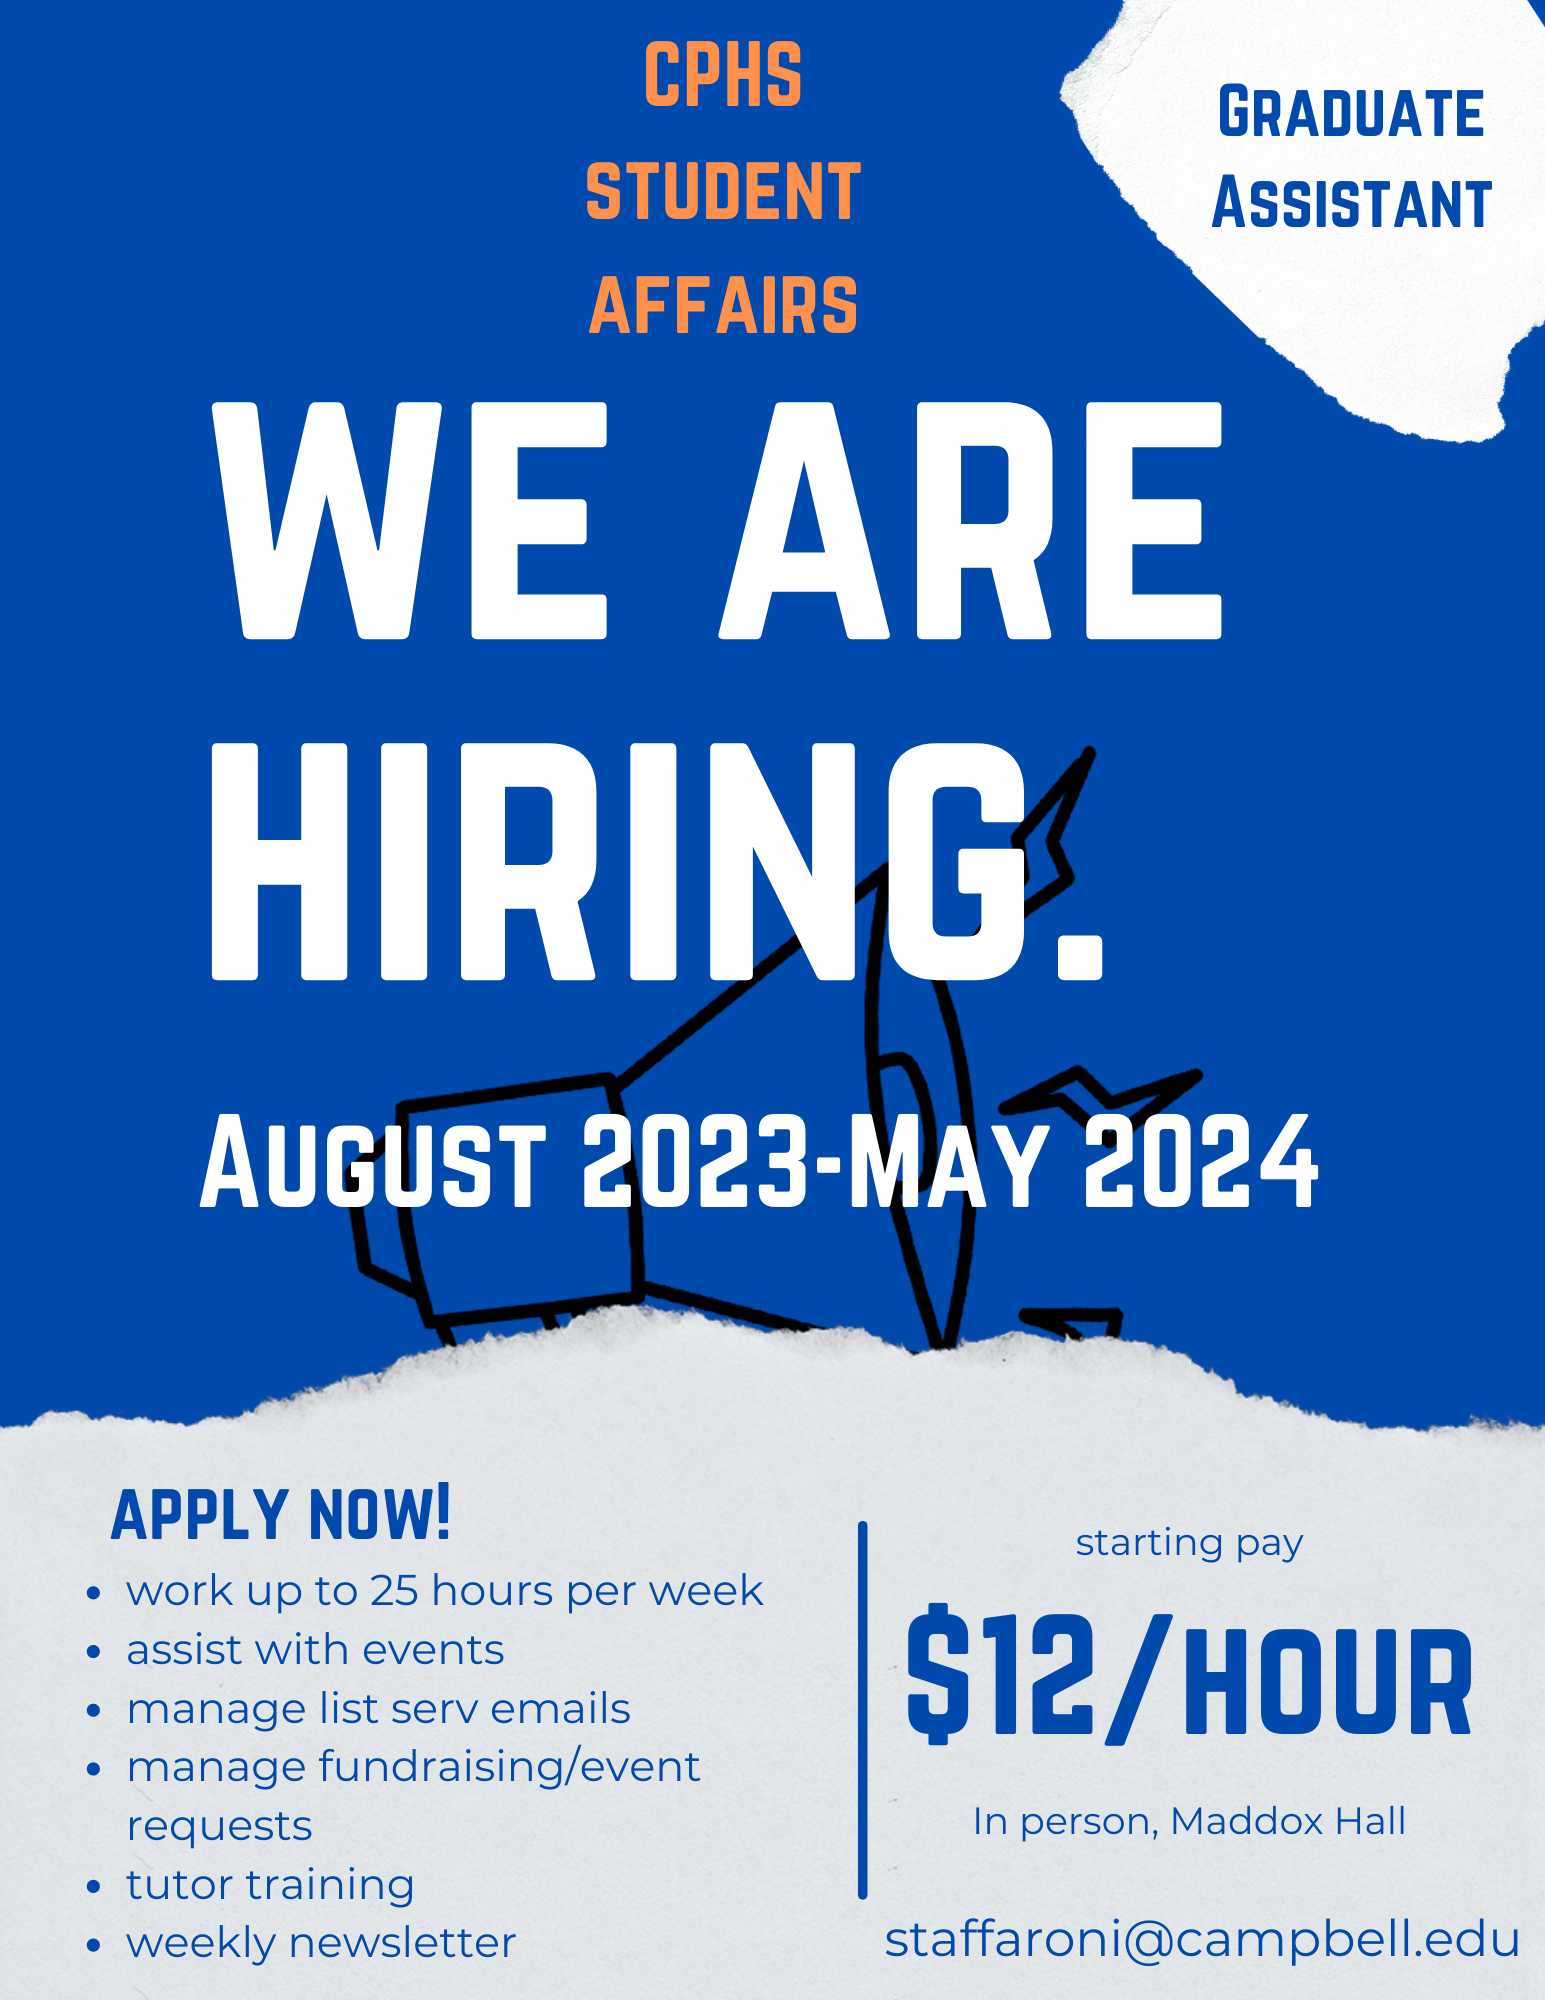 CPHS
STUDENT
AFFAIRS
GRADUATE
ASSISTANT
WE ARE
HIRING.
AUGUST 2023-MAY 2024
APPLY NOW!
• work up to 25 hours per week
• assist with events
• manage list serv emails
• manage fundraising/event
requests
• tutor training
• weekly newsletter
starting pay
$12/HOUR
In person, Maddox Hall
staffaroni@campbell.edu